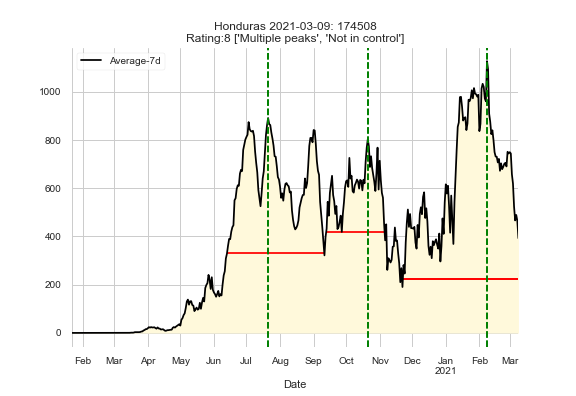 Honduras 2021-03-09: 174508
Rating:8 ['Multiple peaks', 'Not in control']
Average-7d
1000
800
600
400
200
0
Feb Mar Apr May Jun Jul Aug Sep Oct Nov Dec Jan Feb Mar
2021
Date